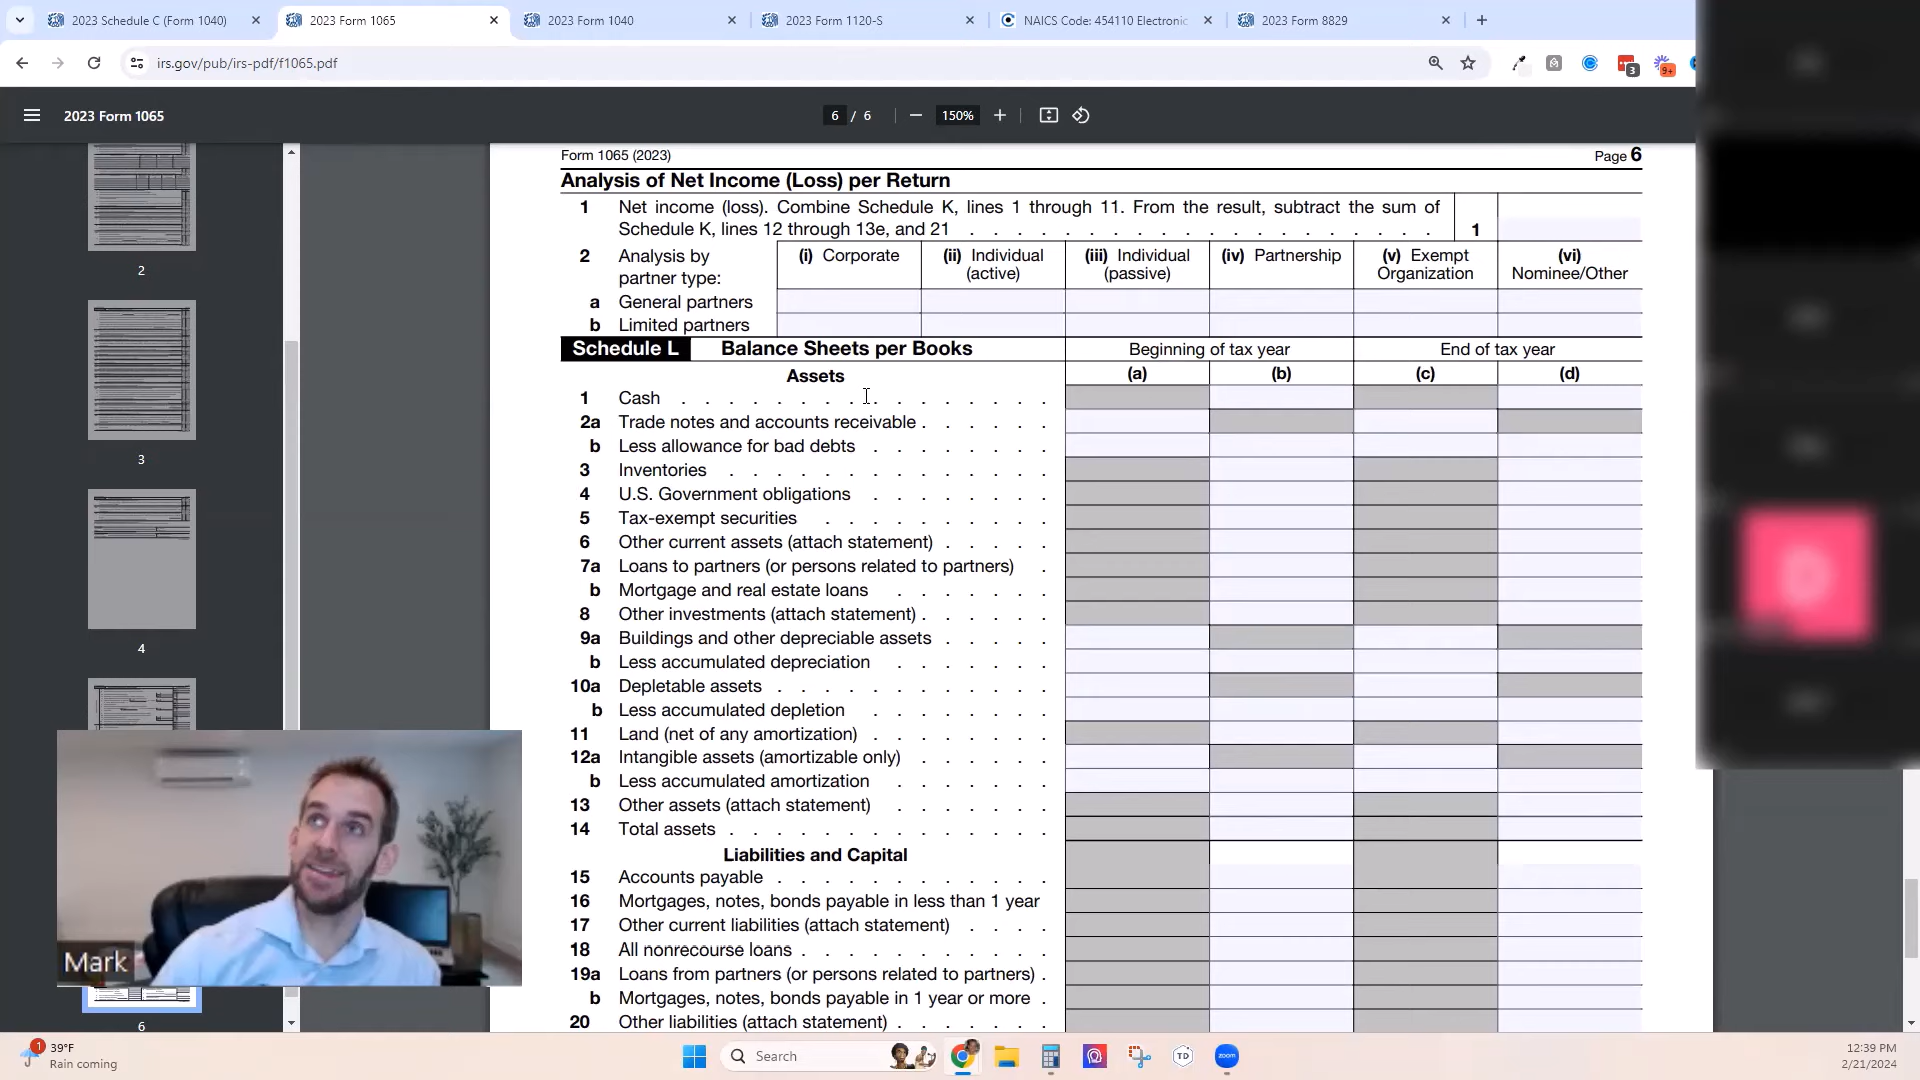 2023 Schedule C (Form 1040)
2023 Form 1065
2023 Form 1040
2023 Form 1120-S
NAICS Code: 454110 Electronic
2023 Form 8829
irs.gov/pub/irs-pdf/f1065.pdf
3
9+
2023 Form 1065
6 / 6
150%
2
3
4
6
Form 1065 (2023) Page 6
Analysis of Net Income (Loss) per Return
1 Net income (loss). Combine Schedule K, lines 1 through 11. From the result, subtract the sum of
Schedule K, lines 12 through 13e, and 21 . . . . . . . . . . . . . . . . . . . . 1
2 Analysis by partner type: (i) Corporate (ii) Individual (active) (iii) Individual (passive) (iv) Partnership (v) Exempt Organization (vi) Nominee/Other
a General partners
b Limited partners
Schedule L Balance Sheets per Books Beginning of tax year End of tax year
Assets (a) (b) (c) (d)
1 Cash . . . . . . . . . . . . . . . .
2a Trade notes and accounts receivable . . . . . .
b Less allowance for bad debts . . . . . . . .
3 Inventories . . . . . . . . . . . . . .
4 U.S. Government obligations . . . . . . . .
5 Tax-exempt securities . . . . . . . . . .
6 Other current assets (attach statement) . . . . .
7a Loans to partners (or persons related to partners) .
b Mortgage and real estate loans . . . . . . . .
8 Other investments (attach statement) . . . . . .
9a Buildings and other depreciable assets . . . . .
b Less accumulated depreciation . . . . . . .
10a Depletable assets . . . . . . . . . . . .
b Less accumulated depletion . . . . . . . .
11 Land (net of any amortization) . . . . . . . .
12a Intangible assets (amortizable only) . . . . . .
b Less accumulated amortization . . . . . . .
13 Other assets (attach statement) . . . . . . .
14 Total assets . . . . . . . . . . . . . .
Liabilities and Capital
15 Accounts payable . . . . . . . . . . . .
16 Mortgages, notes, bonds payable in less than 1 year
17 Other current liabilities (attach statement) . . . .
18 All nonrecourse loans . . . . . . . . . . .
19a Loans from partners (or persons related to partners) .
b Mortgages, notes, bonds payable in 1 year or more .
20 Other liabilities (attach statement) . . . . . . .
Mark
1
39°F
Rain coming
Search
TD
zoom
12:39 PM
2/21/2024